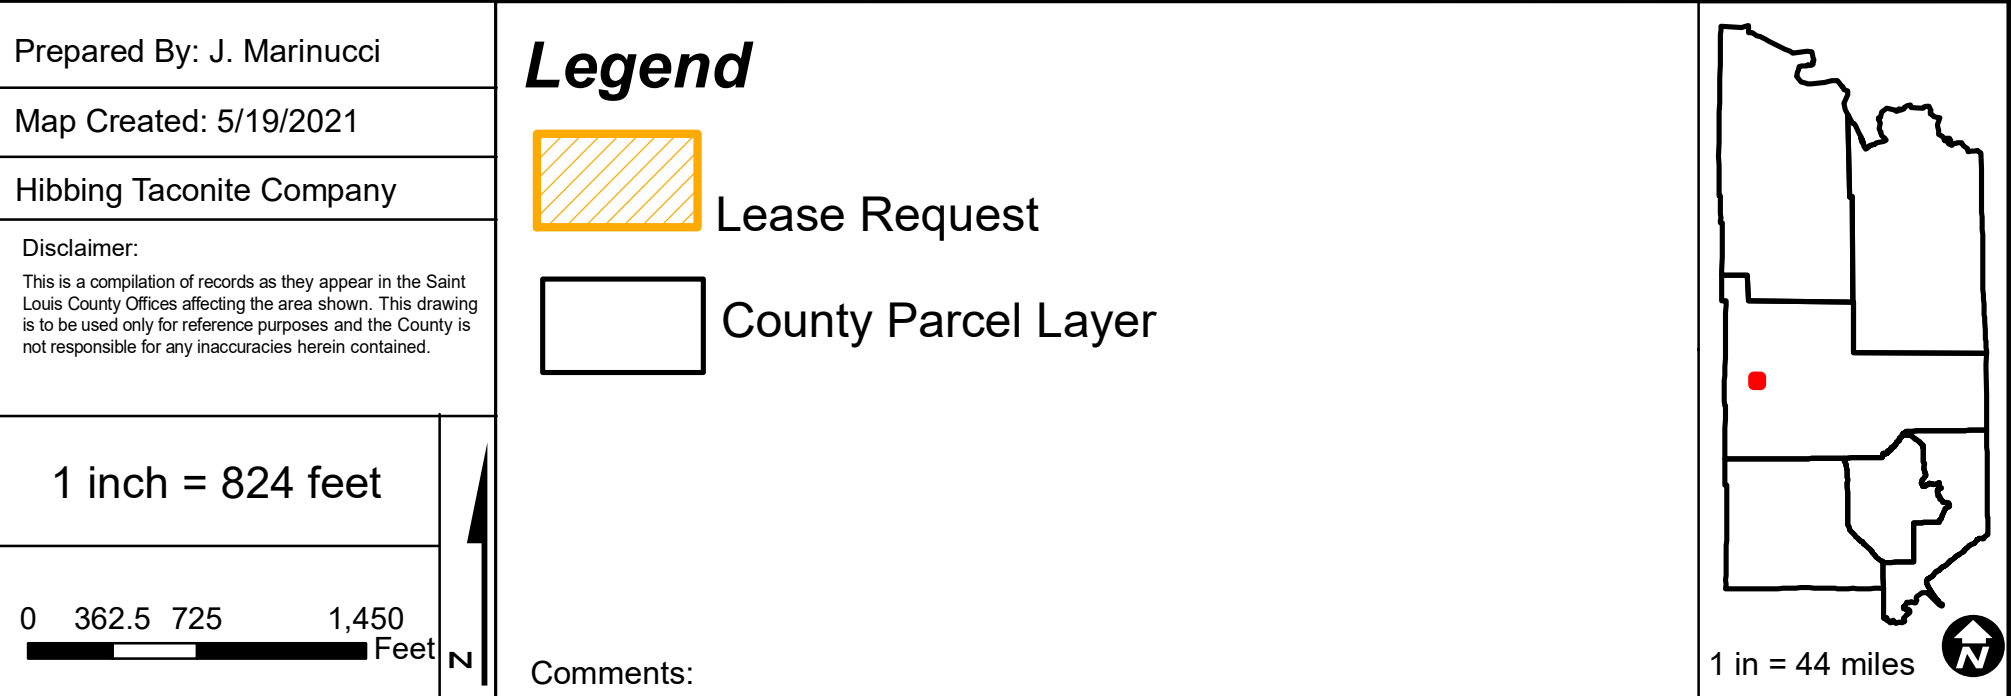 Prepared By: J. Marinucci
Map Created: 5/19/2021
Hibbing Taconite Company
Disclaimer:
This is a compilation of records as they appear in the Saint
Louis County Offices affecting the area shown. This drawing
is to be used only for reference purposes and the County is
not responsible for any inaccuracies herein contained.
1 inch = 824 feet
0 362.5 725 1,450
Feet
N
Legend
Lease Request
County Parcel Layer
Comments:
1 in = 44 miles
N